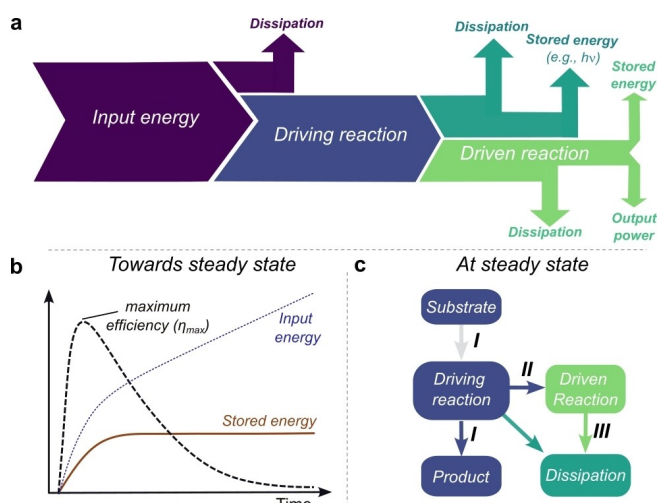 a
Dissipation
Dissipation
Stored energy
(e.g., hν)
Stored
energy
Input energy
Driving reaction
Driven reaction
Dissipation
Output
power
b
Towards steady state
maximum
efficiency (ηmax)
Input
energy
Stored energy
Time
c
At steady state
Substrate
I
Driving
reaction
II
Driven
Reaction
I
III
Product
Dissipation